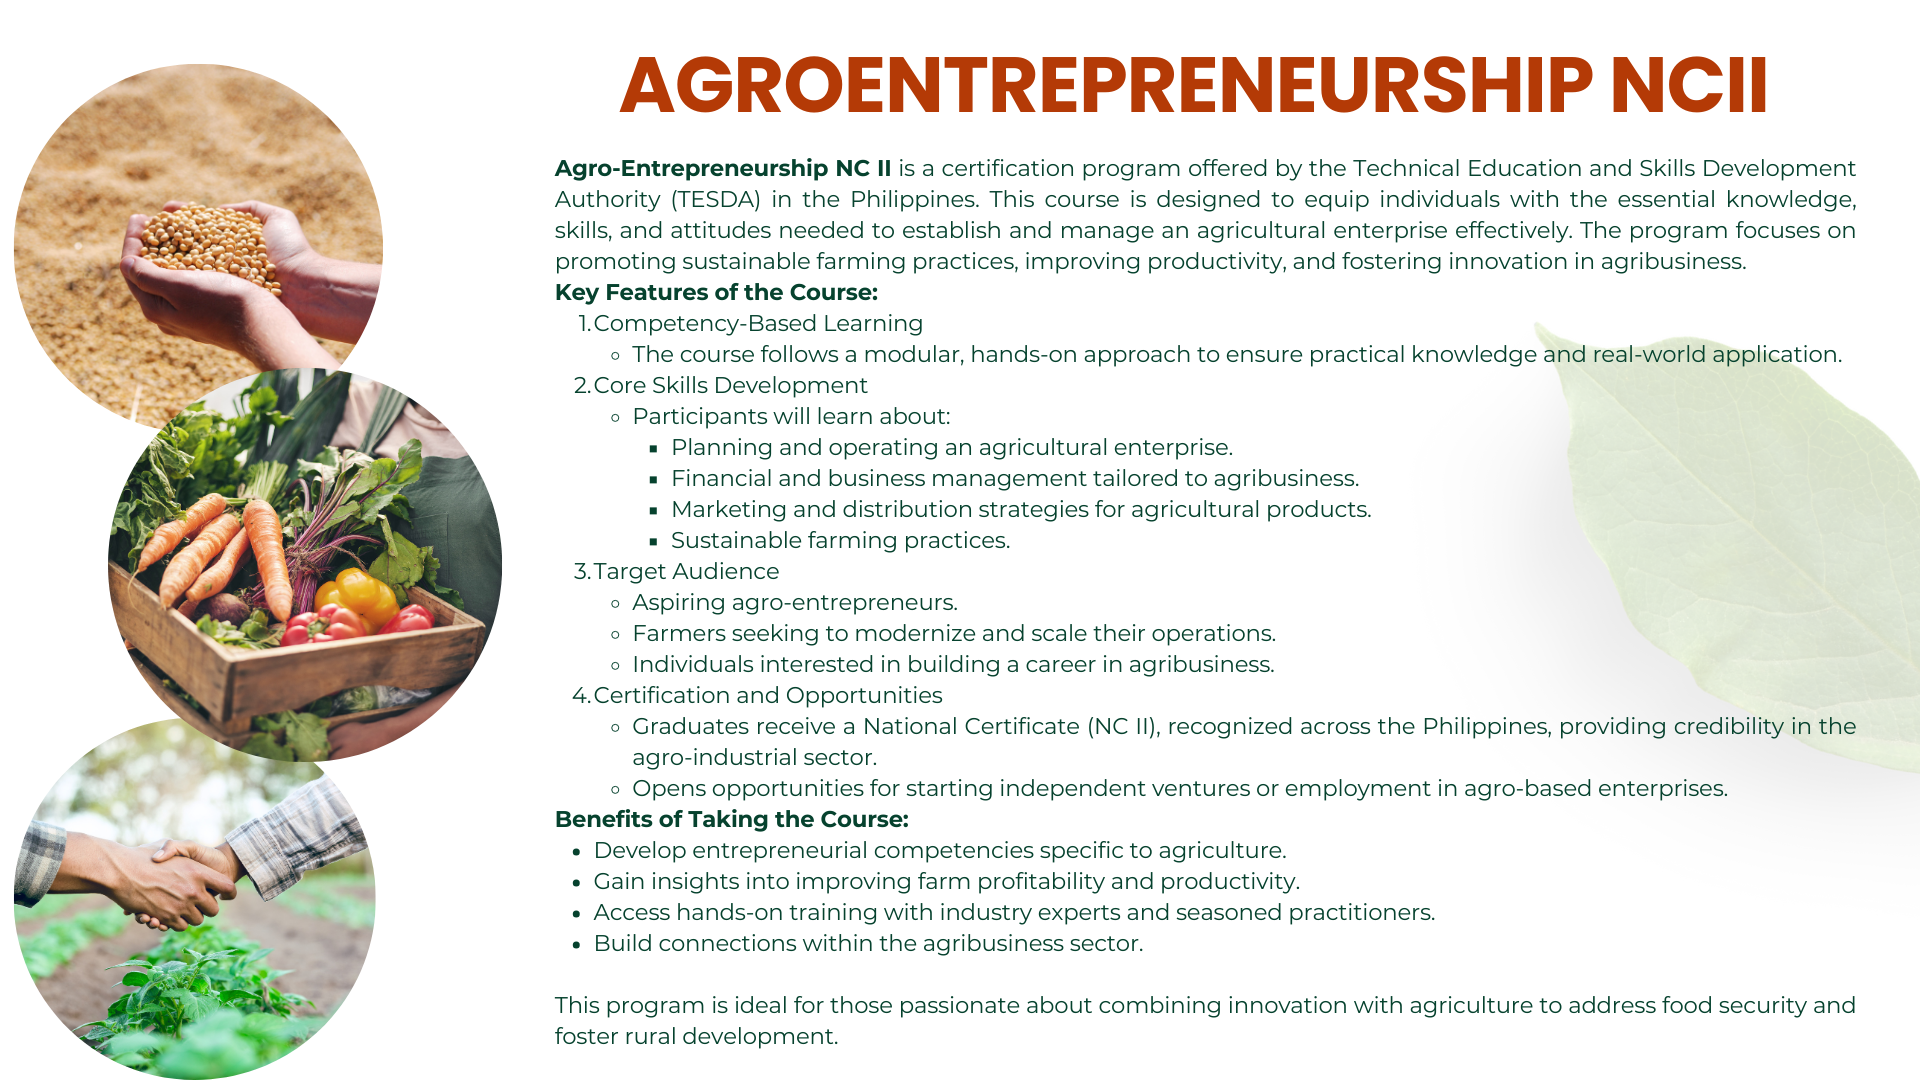 AGROENTREPRENEURSHIP NCII
Agro-Entrepreneurship NC II is a certification program offered by the Technical Education and Skills Development
Authority (TESDA) in the Philippines. This course is designed to equip individuals with the essential knowledge,
skills, and attitudes needed to establish and manage an agricultural enterprise effectively. The program focuses on
promoting sustainable farming practices, improving productivity, and fostering innovation in agribusiness.
Key Features of the Course:
1. Competency-Based Learning
◦ The course follows a modular, hands-on approach to ensure practical knowledge and real-world application.
2. Core Skills Development
◦ Participants will learn about:
▪ Planning and operating an agricultural enterprise.
▪ Financial and business management tailored to agribusiness.
▪ Marketing and distribution strategies for agricultural products.
▪ Sustainable farming practices.
3. Target Audience
◦ Aspiring agro-entrepreneurs.
◦ Farmers seeking to modernize and scale their operations.
◦ Individuals interested in building a career in agribusiness.
4. Certification and Opportunities
◦ Graduates receive a National Certificate (NC II), recognized across the Philippines, providing credibility in the
agro-industrial sector.
◦ Opens opportunities for starting independent ventures or employment in agro-based enterprises.
Benefits of Taking the Course:
• Develop entrepreneurial competencies specific to agriculture.
• Gain insights into improving farm profitability and productivity.
• Access hands-on training with industry experts and seasoned practitioners.
• Build connections within the agribusiness sector.
This program is ideal for those passionate about combining innovation with agriculture to address food security and
foster rural development.